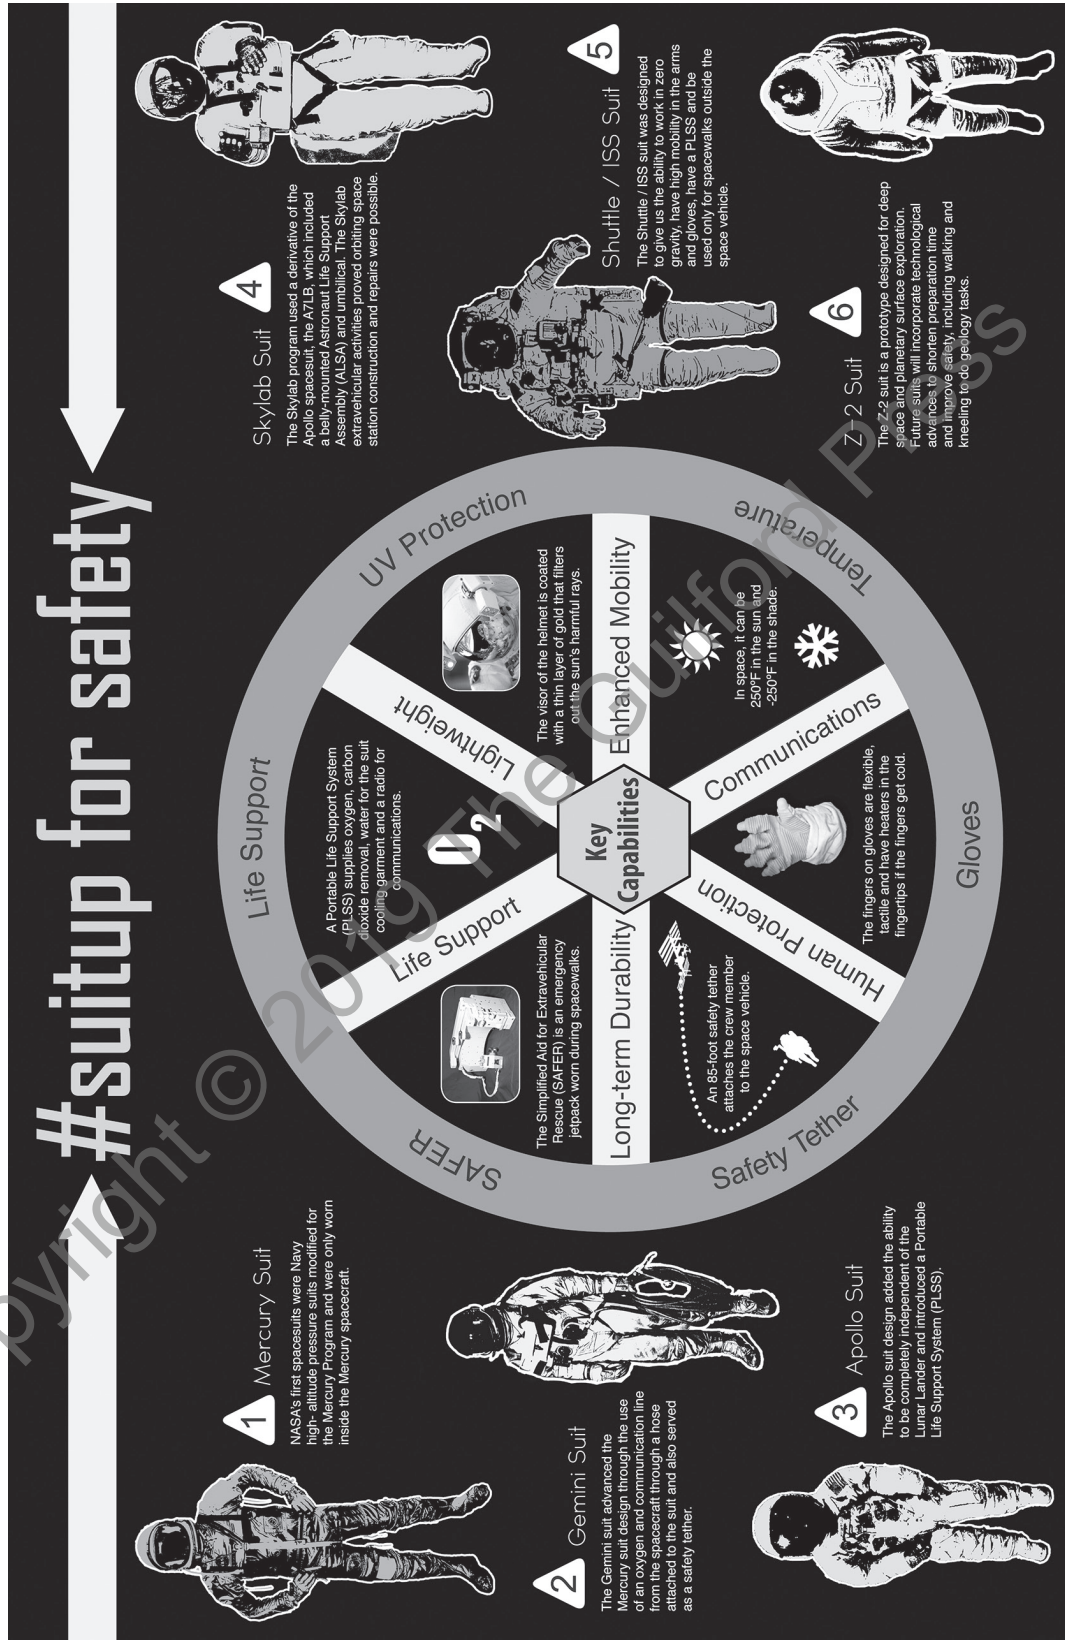 #suitup for safety
1
Mercury Suit
NASA's first spacesuits were Navy
high- altitude pressure suits modified for
the Mercury Program and were only worn
inside the Mercury spacecraft.
2
Gemini Suit
The Gemini suit advanced the
Mercury suit design through the use
of an oxygen and communication line
from the spacecraft through a hose
attached to the suit and also served
as a safety tether.
3
Apollo Suit
The Apollo suit design added the ability
to be completely independent of the
Lunar Lander and introduced a Portable
Life Support System (PLSS).
Life Support
A Portable Life Support System
(PLSS) supplies oxygen, carbon
dioxide removal, water for the suit
cooling garment and a radio for
communications.
O2
UV Protection
The visor of the helmet is coated
with a thin layer of gold that filters
out the sun's harmful rays.
Temperature
In space, it can be
250°F in the sun and
-250°F in the shade.
Gloves
The fingers on gloves are flexible,
tactile and have heaters in the
fingertips if the fingers get cold.
Safety Tether
An 85-foot safety tether
attaches the crew member
to the space vehicle.
SAFER
The Simplified Aid for Extravehicular
Rescue (SAFER) is an emergency
jetpack worn during spacewalks.
Key
Capabilities
Life Support
Lightweight
Enhanced Mobility
Communications
Human Protection
Long-term Durability
Skylab Suit
4
The Skylab program used a derivative of the
Apollo spacesuit, the A7LB, which included
a belly-mounted Astronaut Life Support
Assembly (ALSA) and umbilical. The Skylab
extravehicular activities proved orbiting space
station construction and repairs were possible.
Shuttle / ISS Suit
5
The Shuttle / ISS suit was designed
to give us the ability to work in zero
gravity, have high mobility in the arms
and gloves, have a PLSS and be
used only for spacewalks outside the
space vehicle.
Z-2 Suit
6
The Z-2 suit is a prototype designed for deep
space and planetary surface exploration.
Future suits will incorporate technological
advances to shorten preparation time
and improve safety, including walking and
kneeling to do geology tasks.
pyright © 2019 The Guilford Press